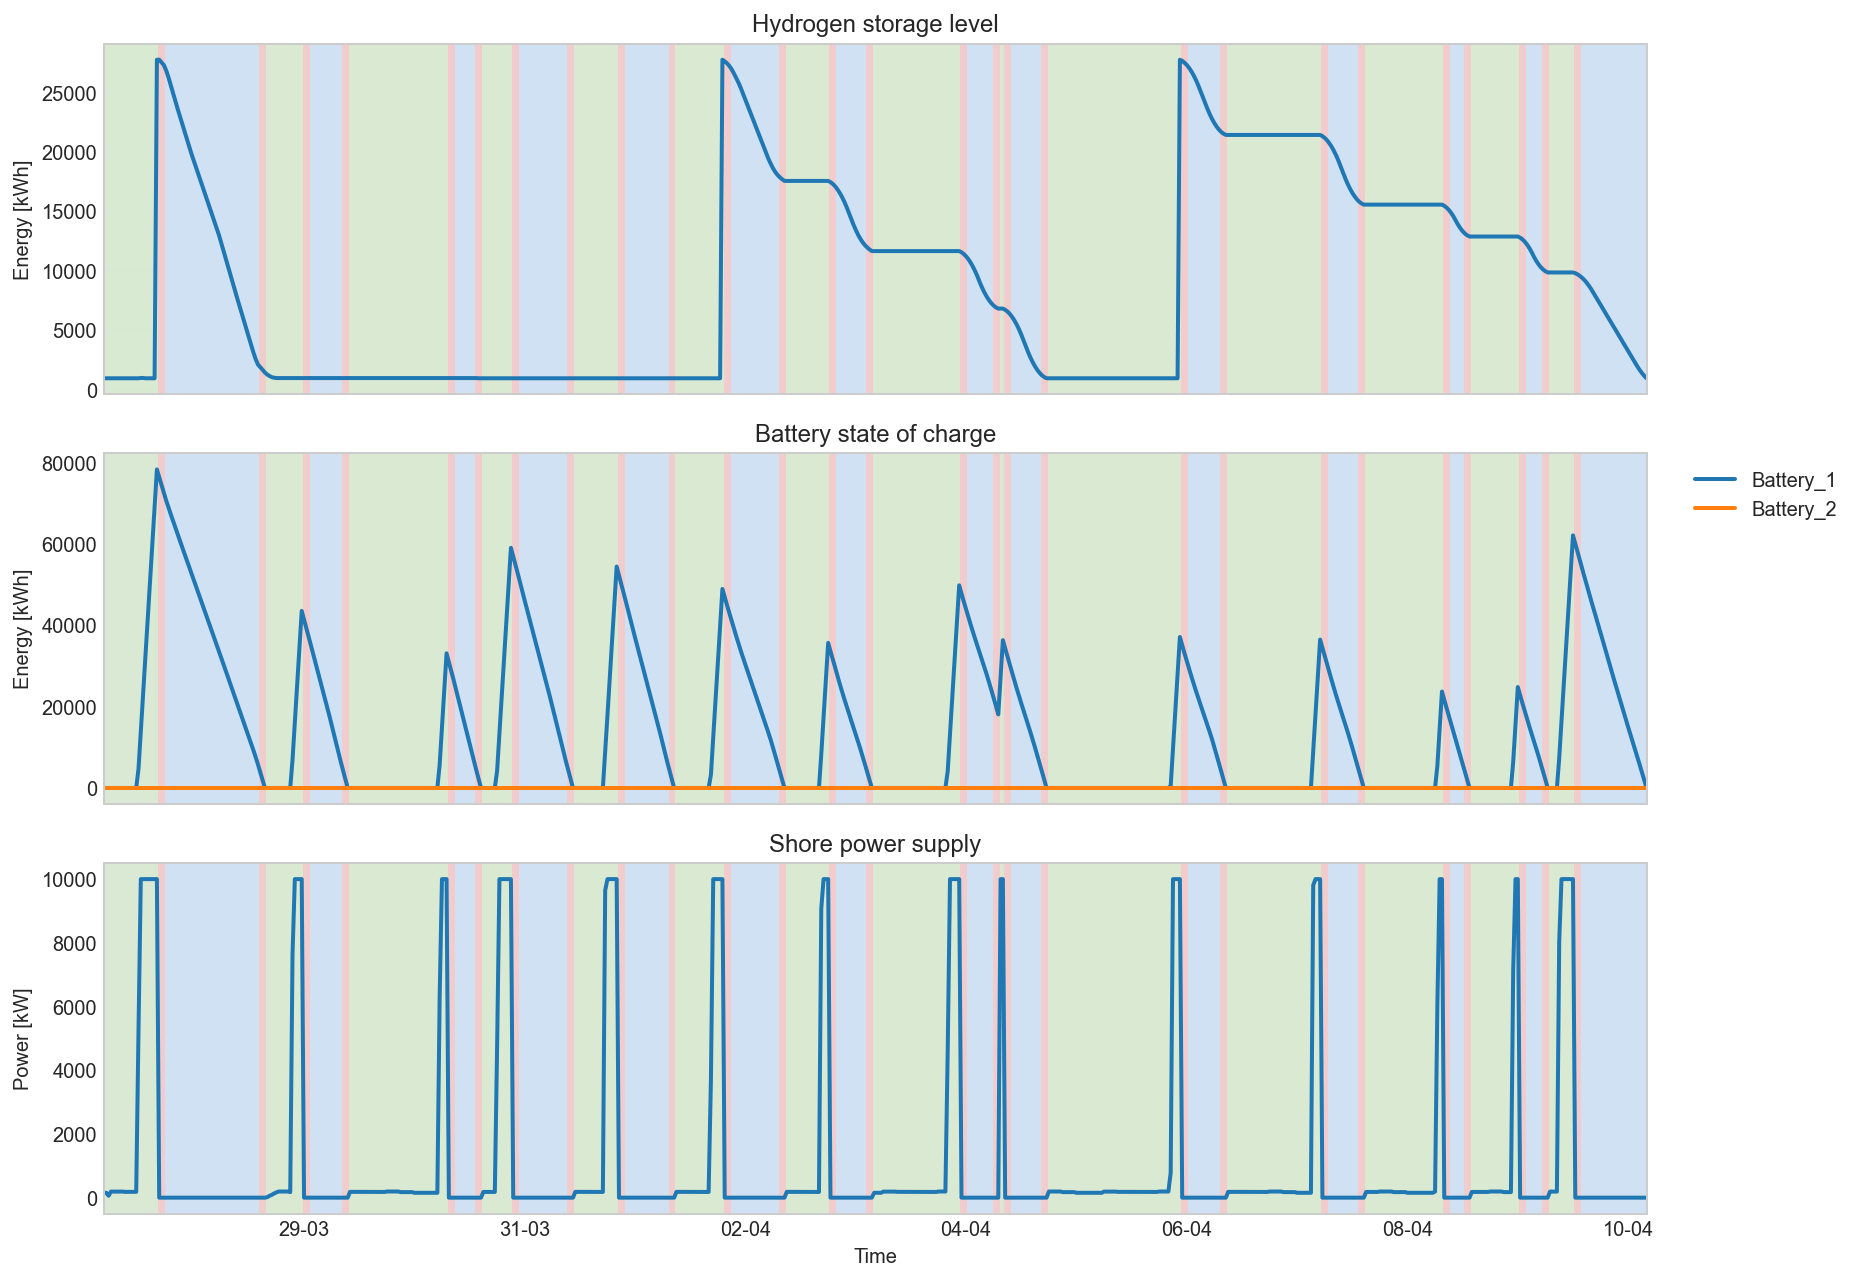 Hydrogen storage level
Energy [kWh]
25000
20000
15000
10000
5000
0
Battery state of charge
Energy [kWh]
80000
60000
40000
20000
0
Battery_1
Battery_2
Shore power supply
Power [kW]
10000
8000
6000
4000
2000
0
29-03 31-03 02-04 04-04 06-04 08-04 10-04
Time